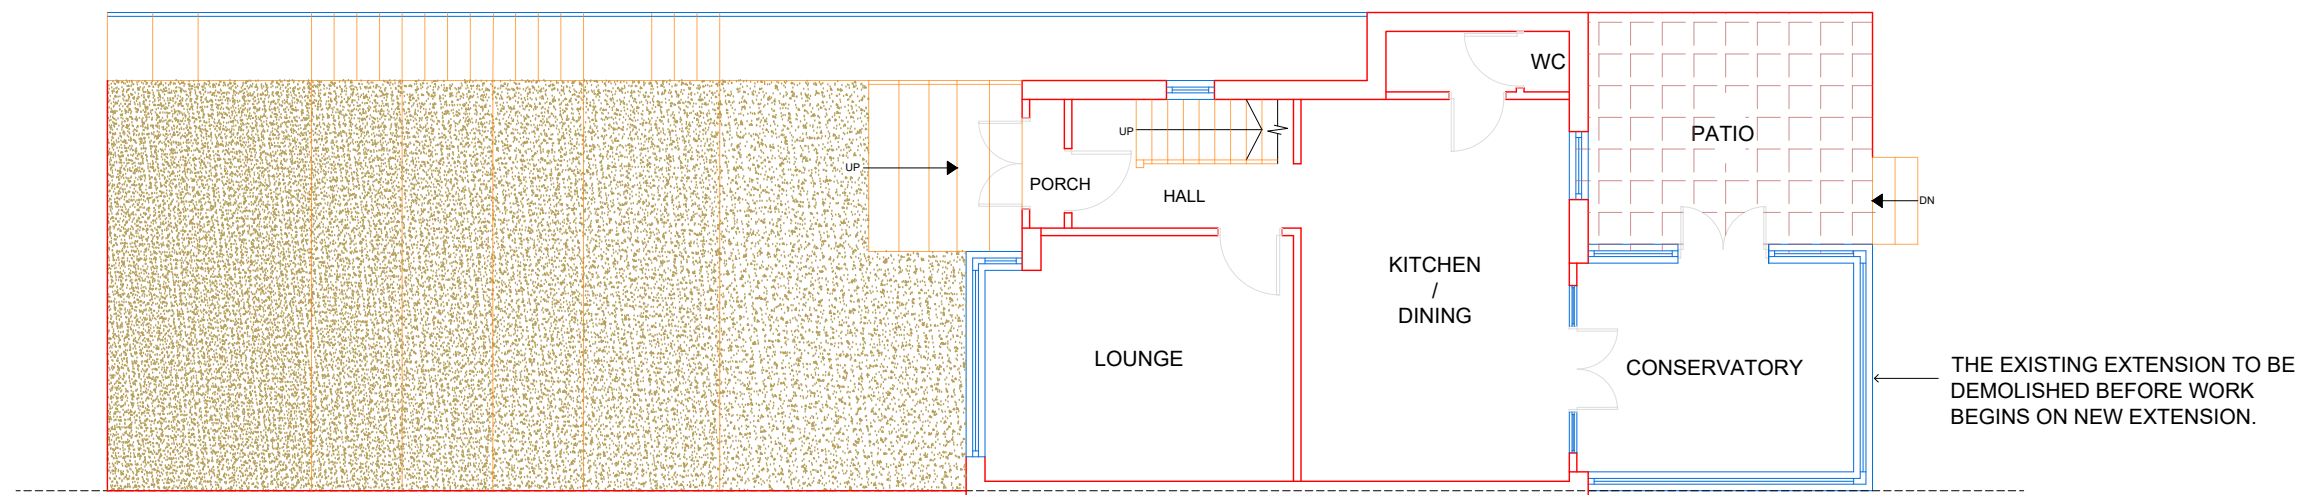 WC
PATIO
UP
UP
PORCH
HALL
DN
KITCHEN
/
DINING
LOUNGE
CONSERVATORY
THE EXISTING EXTENSION TO BE
DEMOLISHED BEFORE WORK
BEGINS ON NEW EXTENSION.